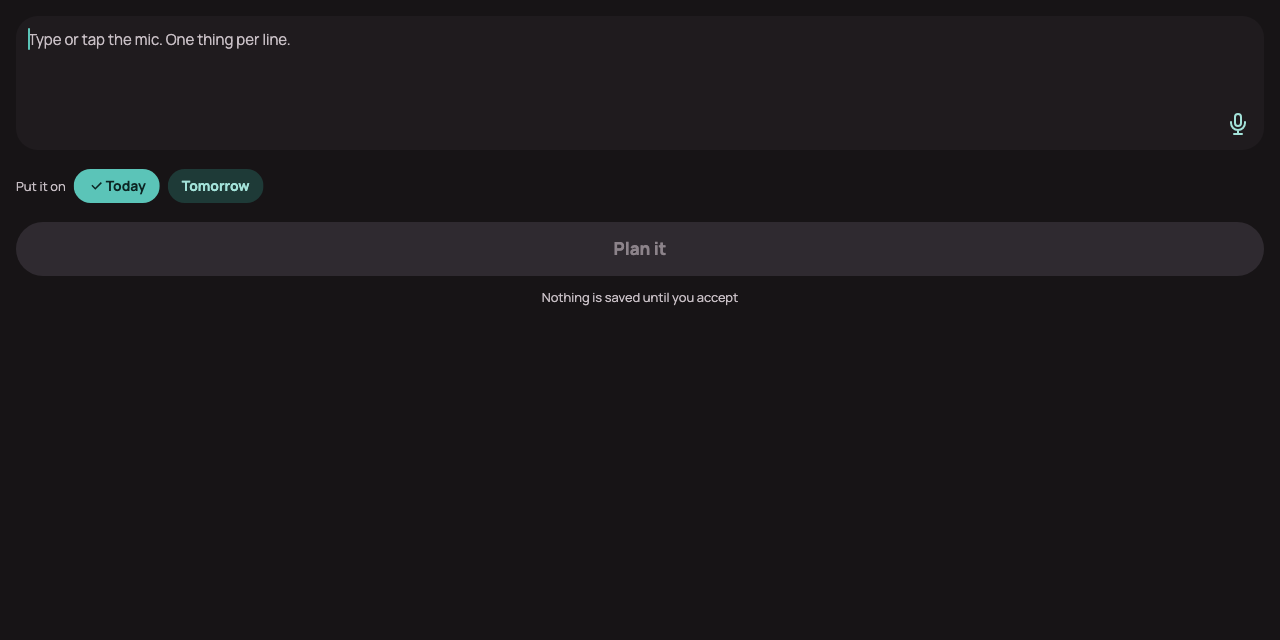 Type or tap the mic. One thing per line.
Put it on Today Tomorrow
Plan it
Nothing is saved until you accept